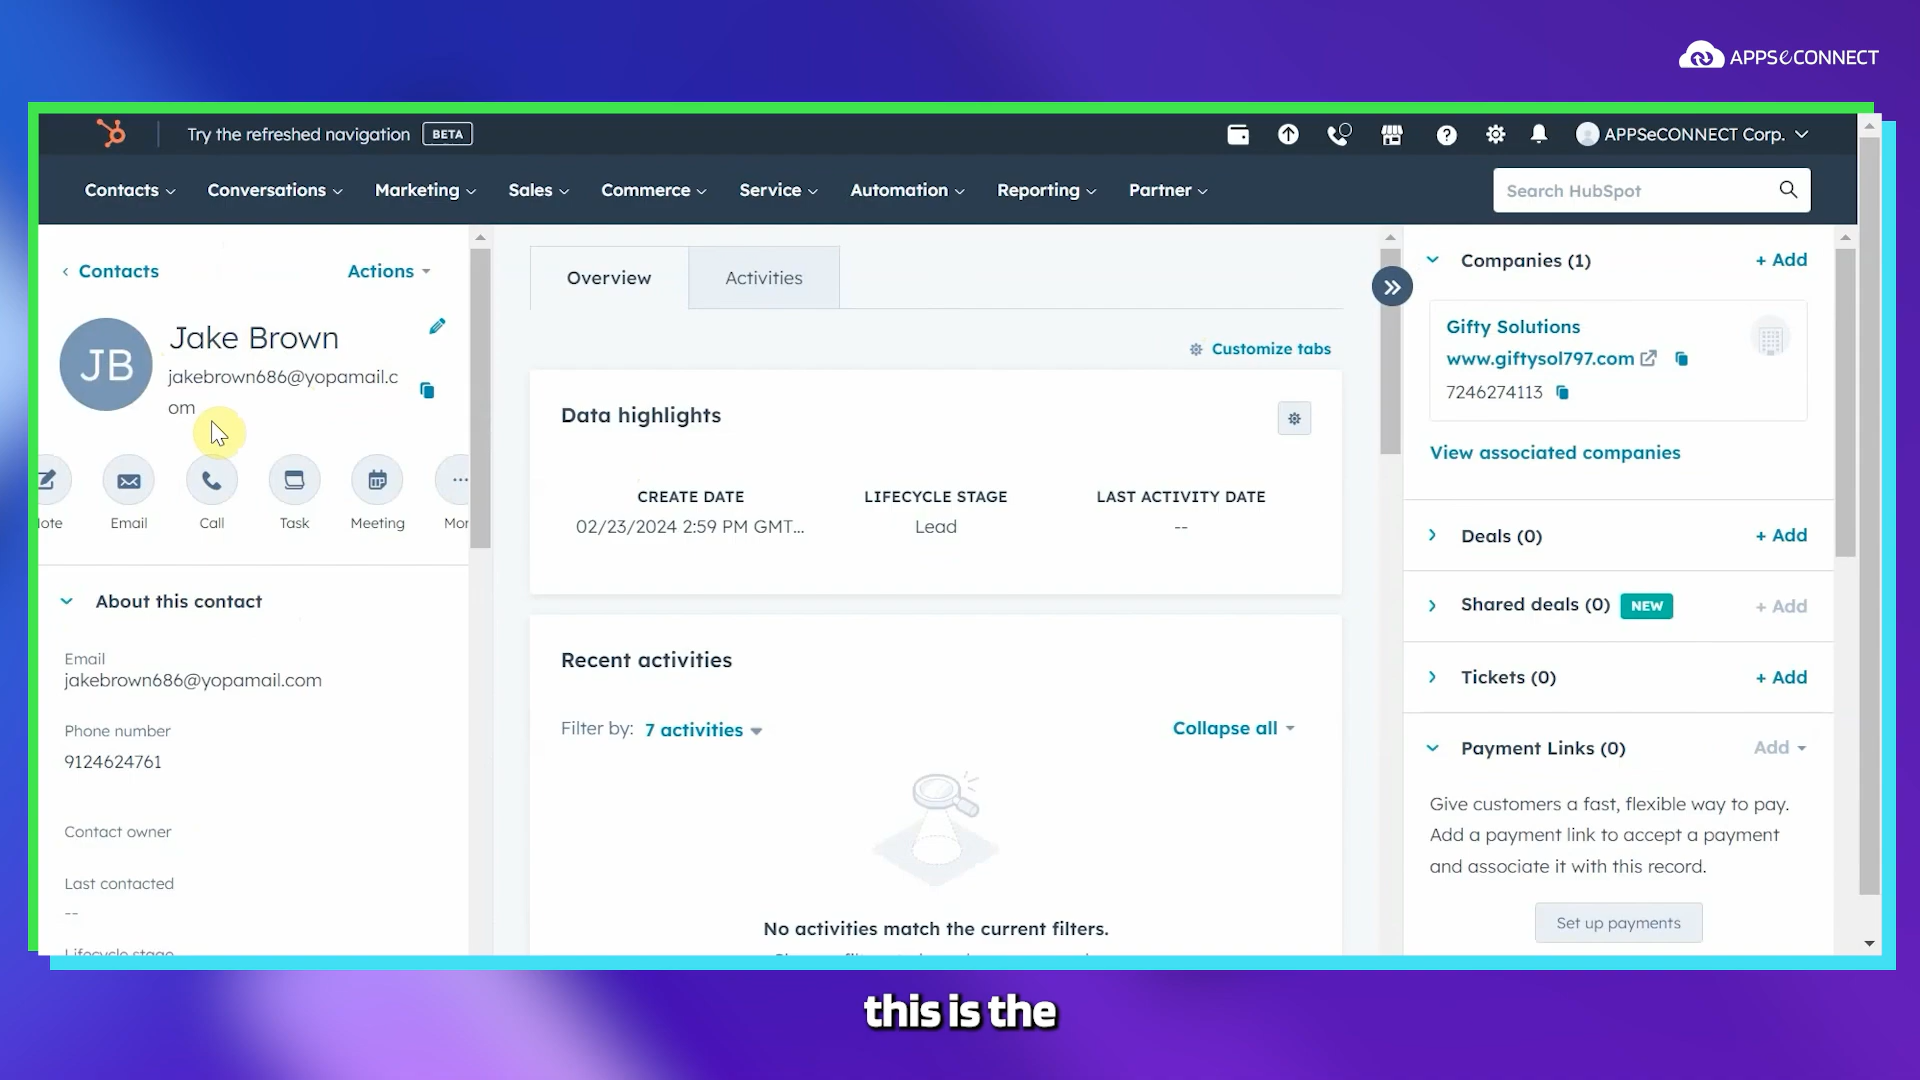 APPSeCONNECT
Try the refreshed navigation BETA
APPSeCONNECT Corp.
Contacts Conversations Marketing Sales Commerce Service Automation Reporting Partner
Search HubSpot
Contacts
Actions
JB
Jake Brown
jakebrown686@yopamail.c
om
ote
Email
Call
Task
Meeting
Mor
About this contact
Email
jakebrown686@yopamail.com
Phone number
9124624761
Contact owner
Last contacted
--
Lifecycle stage
Overview
Activities
Customize tabs
Data highlights
CREATE DATE
02/23/2024 2:59 PM GMT...
LIFECYCLE STAGE
Lead
LAST ACTIVITY DATE
--
Recent activities
Filter by: 7 activities
Collapse all
No activities match the current filters.
Companies (1)
+ Add
Gifty Solutions
www.giftysol797.com
7246274113
View associated companies
Deals (0)
+ Add
Shared deals (0) NEW
+ Add
Tickets (0)
+ Add
Payment Links (0)
Add
Give customers a fast, flexible way to pay.
Add a payment link to accept a payment
and associate it with this record.
Set up payments
this is the